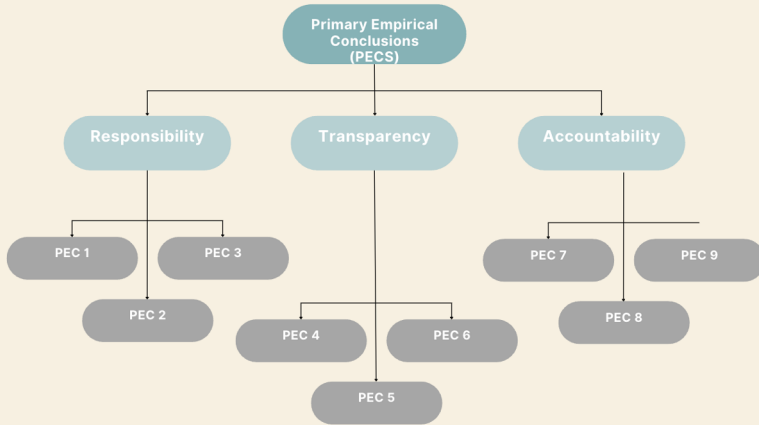 Primary Empirical
Conclusions
(PECS)
Responsibility
Transparency
Accountability
PEC 1
PEC 3
PEC 2
PEC 4
PEC 6
PEC 5
PEC 7
PEC 9
PEC 8